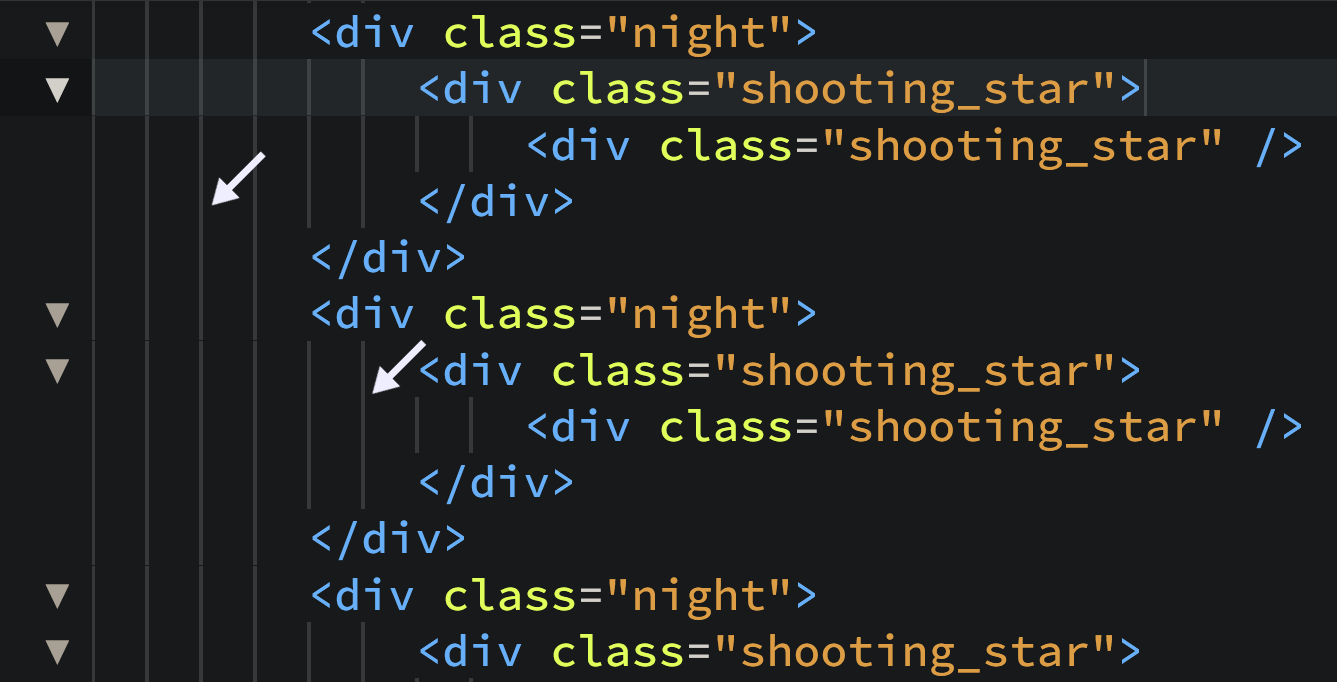 <div class="night">
<div class="shooting_star">
<div class="shooting_star" />
</div>
</div>
<div class="night">
<div class="shooting_star">
<div class="shooting_star" />
</div>
</div>
<div class="night">
<div class="shooting_star">